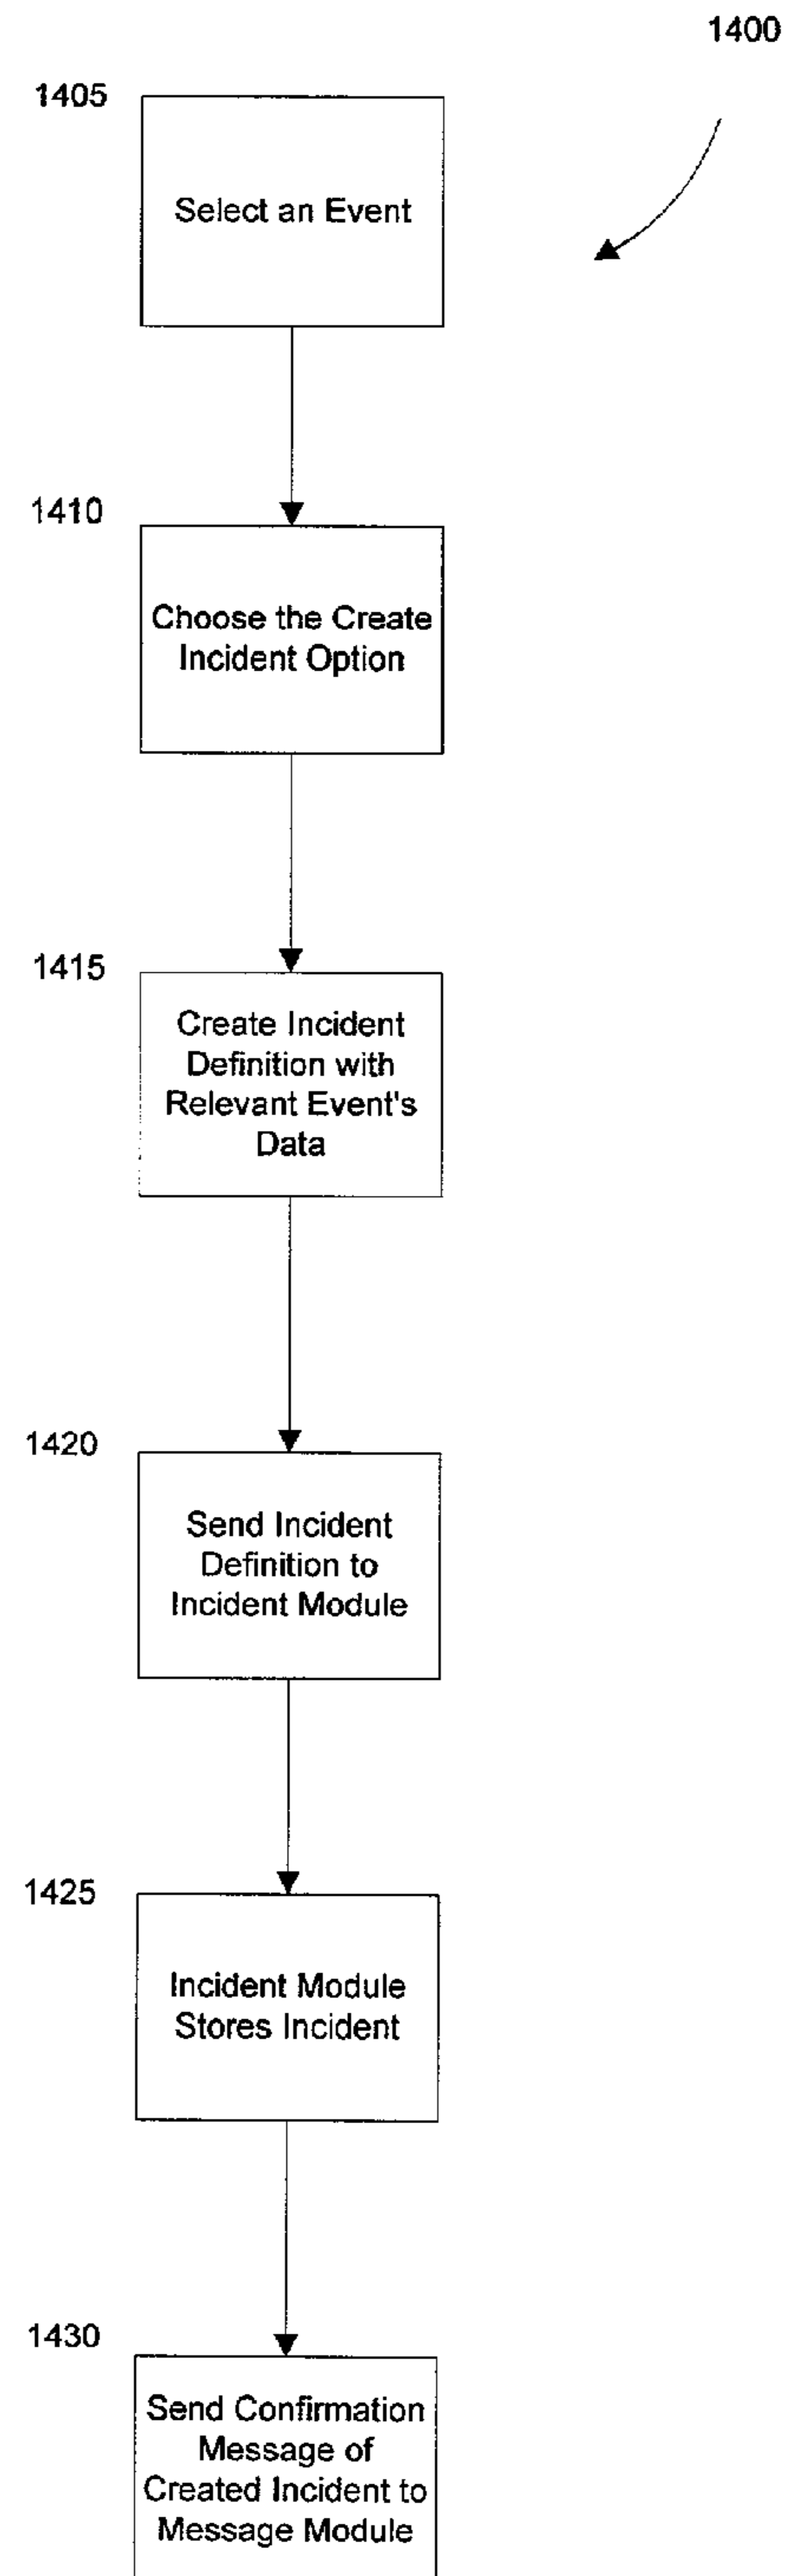 1400
1405
Select an Event
1410
Choose the Create
Incident Option
1415
Create Incident
Definition with
Relevant Event's
Data
1420
Send Incident
Definition to
Incident Module
1425
Incident Module
Stores Incident
1430
Send Confirmation
Message of
Created Incident to
Message Module